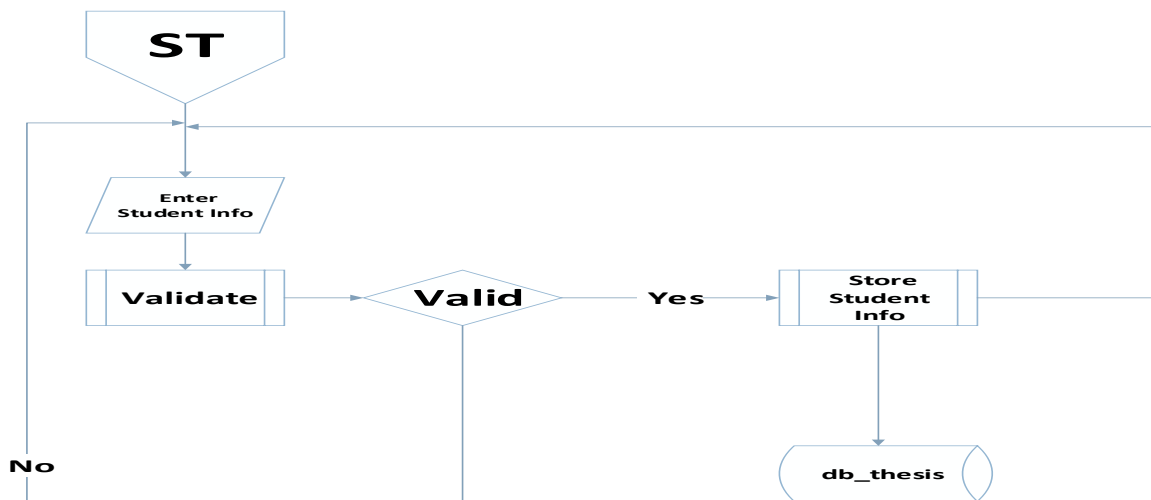 ST
Enter
Student Info
Validate
Valid
Yes
Store
Student
Info
No
db_thesis